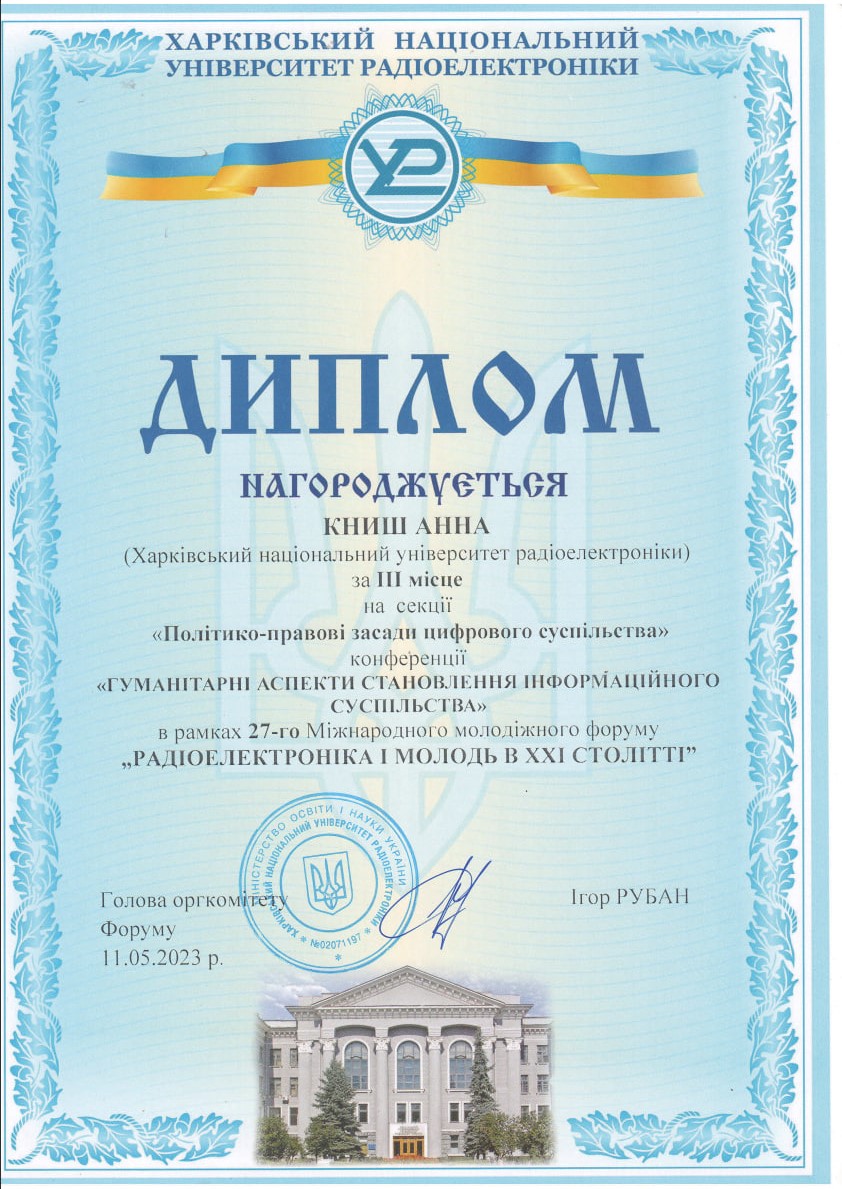 ХАРКІВСЬКИЙ НАЦІОНАЛЬНИЙ
УНІВЕРСИТЕТ РАДІОЕЛЕКТРОНІКИ
ДИПЛОМ
НАГОРОДЖУЄТЬСЯ
КНИШ АННА
(Харківський національний університет радіоелектроніки)
за III місце
на секції
«Політико-правові засади цифрового суспільства»
конференції
«ГУМАНІТАРНІ АСПЕКТИ СТАНОВЛЕННЯ ІНФОРМАЦІЙНОГО
СУСПІЛЬСТВА»
в рамках 27-го Міжнародного молодіжного форуму
„РАДІОЕЛЕКТРОНІКА І МОЛОДЬ В ХХІ СТОЛІТТІ”
МІНІСТЕРСТВО ОСВІТИ І НАУКИ УКРАЇНИ
ХАРКІВСЬКИЙ НАЦІОНАЛЬНИЙ УНІВЕРСИТЕТ РАДІОЕЛЕКТРОНІКИ
№02071197
Голова оргкомітету
Ігор РУБАН
Форуму
11.05.2023 р.